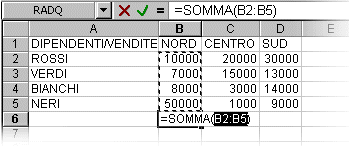 RADQ =SOMMA(B2:B5)
A B C D E
1 DIPENDENTI/VENDITE NORD CENTRO SUD
2 ROSSI 10000 20000 30000
3 VERDI 7000 15000 13000
4 BIANCHI 8000 3000 14000
5 NERI 50000 1000 9000
6 =SOMMA(B2:B5)